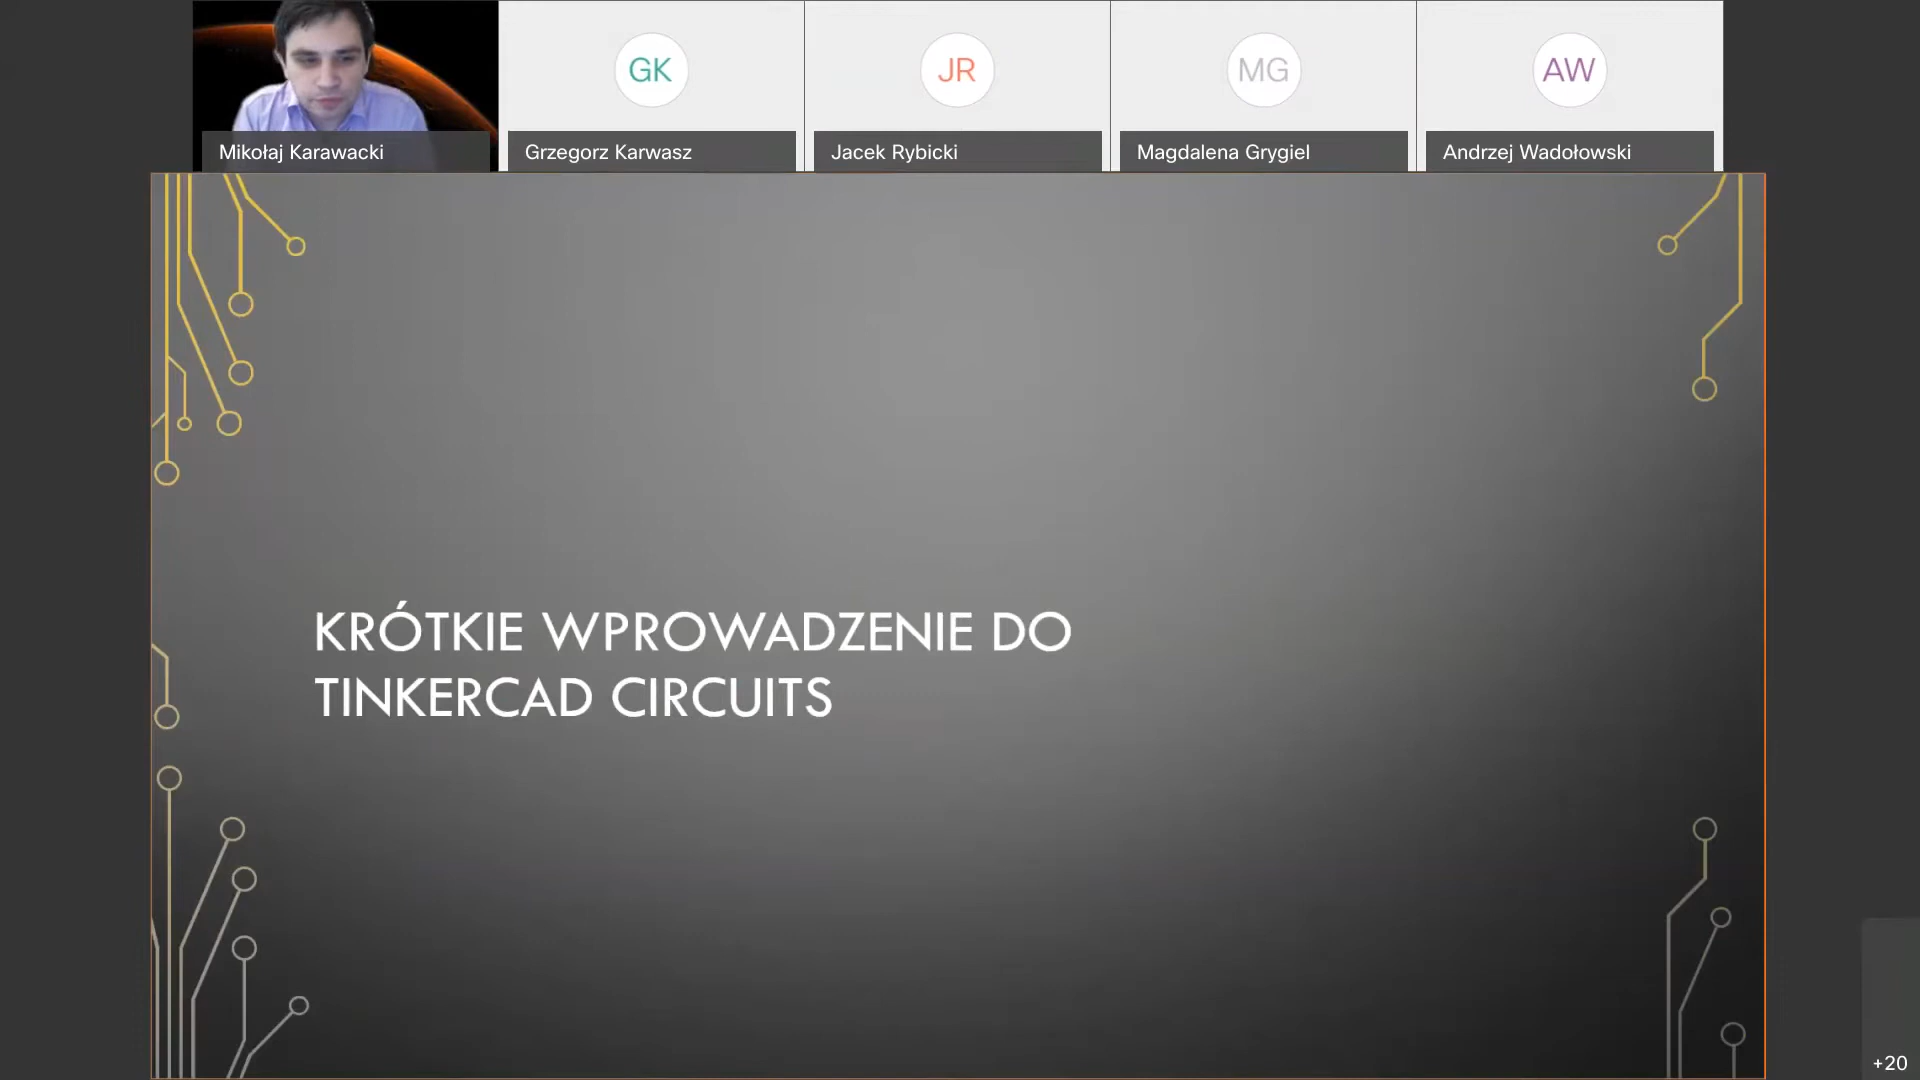 GK
JR
MG
AW
Mikołaj Karawacki
Grzegorz Karwasz
Jacek Rybicki
Magdalena Grygiel
Andrzej Wadołowski
KRÓTKIE WPROWADZENIE DO
TINKERCAD CIRCUITS
+20